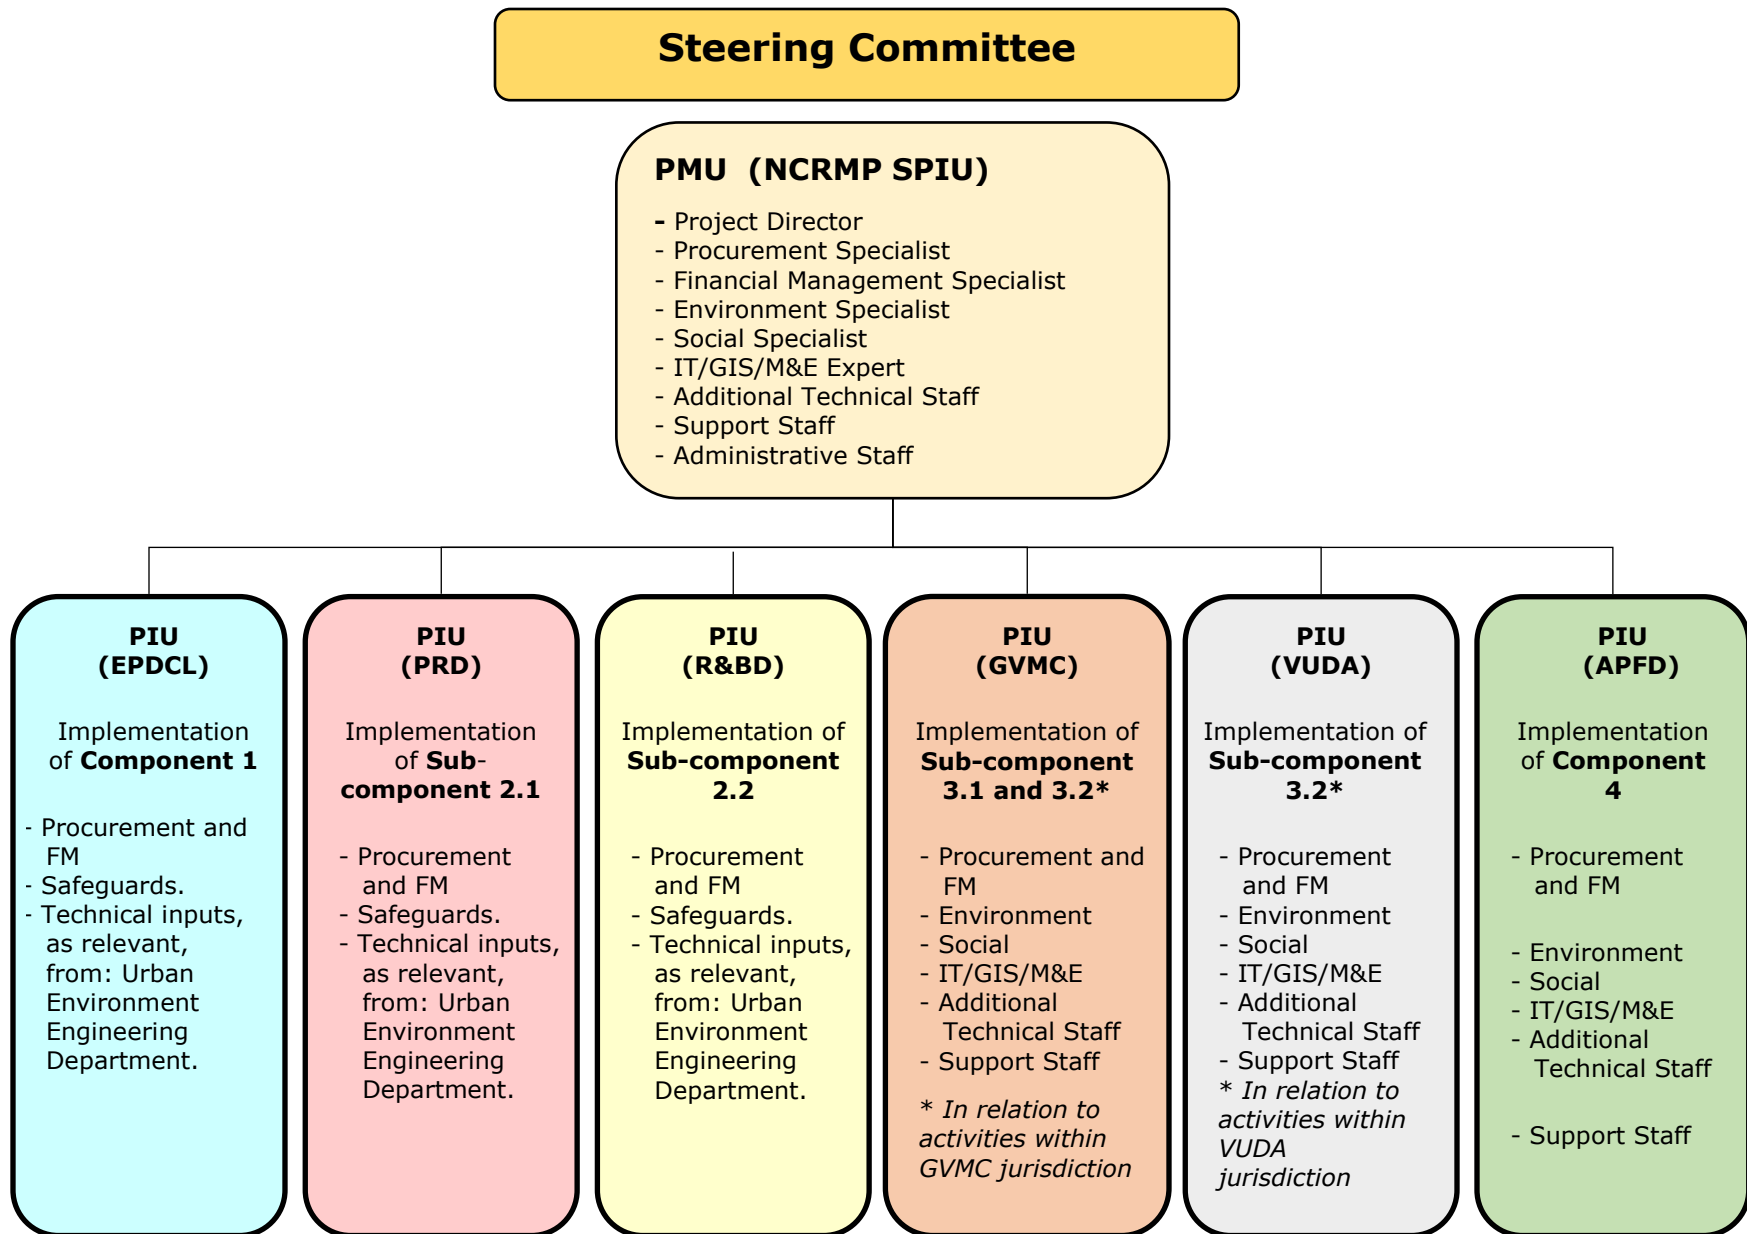 Steering Committee
PMU  (NCRMP SPIU)
- Project Director
- Procurement Specialist
- Financial Management Specialist
- Environment Specialist
- Social Specialist
- IT/GIS/M&E Expert
- Additional Technical Staff
- Support Staff
- Administrative Staff
PIU
(EPDCL)
Implementation
of Component 1
- Procurement and
FM
- Safeguards.
- Technical inputs,
as relevant,
from: Urban
Environment
Engineering
Department.
PIU
(PRD)
Implementation
of Sub-
component 2.1
- Procurement
and FM
- Safeguards.
- Technical inputs,
as relevant,
from: Urban
Environment
Engineering
Department.
PIU
(R&BD)
Implementation of
Sub-component
2.2
- Procurement
and FM
- Safeguards.
- Technical inputs,
as relevant,
from: Urban
Environment
Engineering
Department.
PIU
(GVMC)
Implementation of
Sub-component
3.1 and 3.2*
- Procurement and
FM
- Environment
- Social
- IT/GIS/M&E
- Additional
Technical Staff
- Support Staff
* In relation to
activities within
GVMC jurisdiction
PIU
(VUDA)
Implementation of
Sub-component
3.2*
- Procurement
and FM
- Environment
- Social
- IT/GIS/M&E
- Additional
Technical Staff
- Support Staff
* In relation to
activities within
VUDA
jurisdiction
PIU
(APFD)
Implementation
of Component
4
- Procurement
and FM
- Environment
- Social
- IT/GIS/M&E
- Additional
Technical Staff
- Support Staff